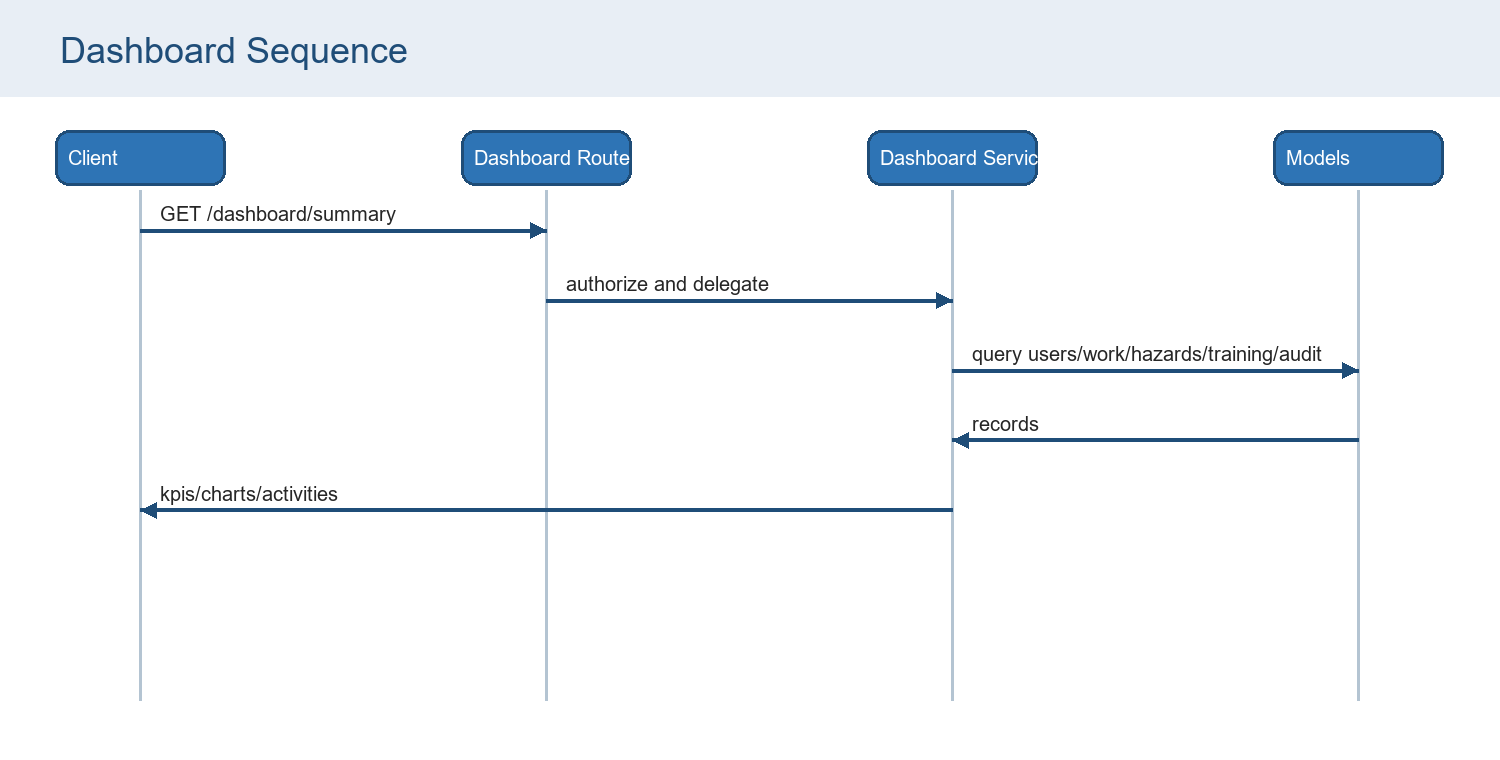 Dashboard Sequence
Client
Dashboard Route
Dashboard Servic
Models
GET /dashboard/summary
authorize and delegate
query users/work/hazards/training/audit
records
kpis/charts/activities